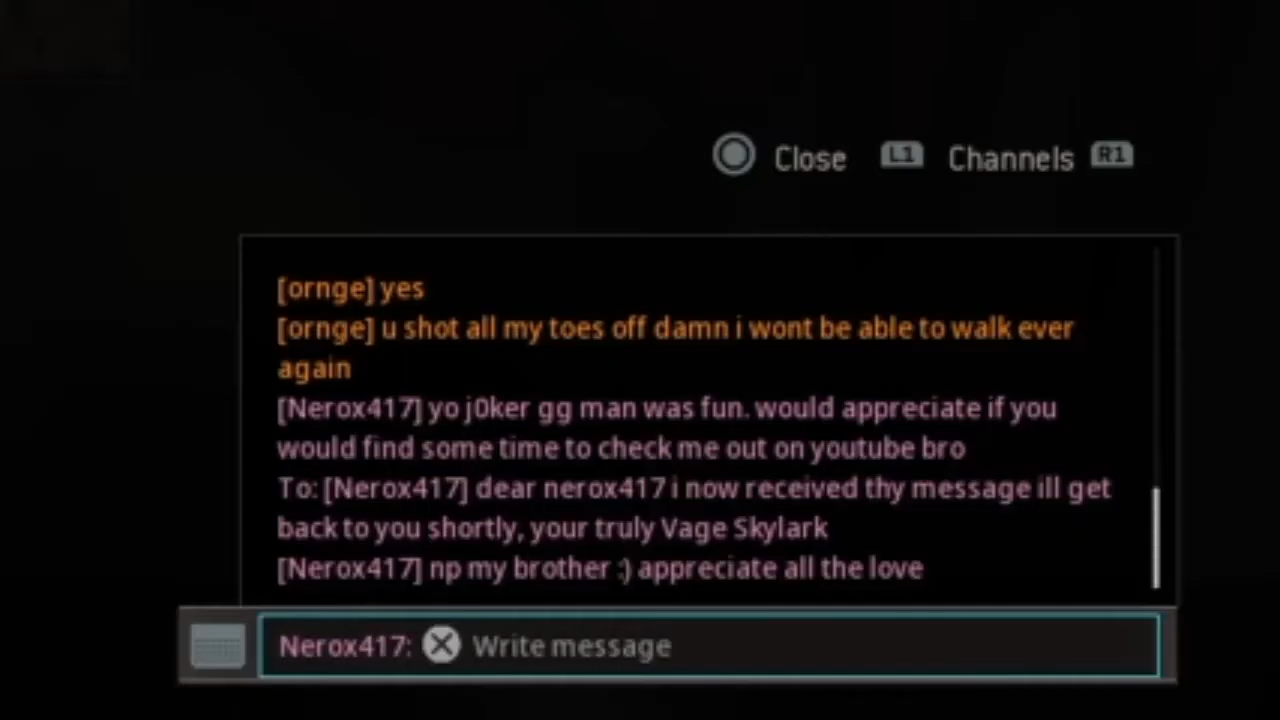 Close L1 Channels R1
[ornge] yes
[ornge] u shot all my toes off damn i wont be able to walk ever
again
[Nerox417] yo j0ker gg man was fun. would appreciate if you
would find some time to check me out on youtube bro
To: [Nerox417] dear nerox417 i now received thy message ill get
back to you shortly, your truly Vage Skylark
[Nerox417] np my brother :) appreciate all the love
Nerox417: Write message